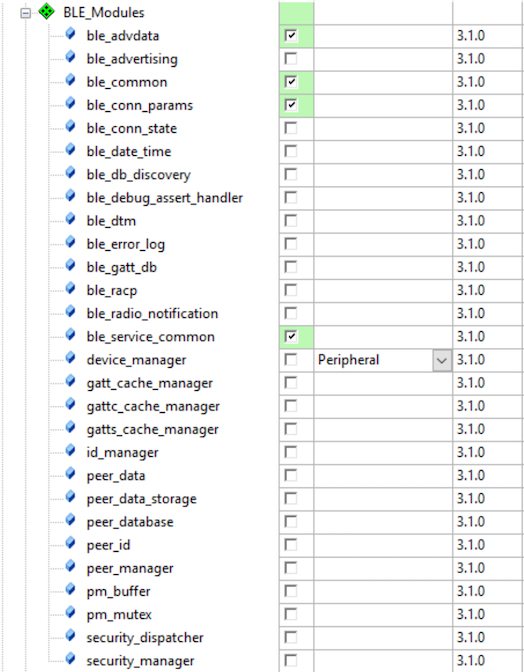 BLE_Modules
ble_advdata 3.1.0
ble_advertising 3.1.0
ble_common 3.1.0
ble_conn_params 3.1.0
ble_conn_state 3.1.0
ble_date_time 3.1.0
ble_db_discovery 3.1.0
ble_debug_assert_handler 3.1.0
ble_dtm 3.1.0
ble_error_log 3.1.0
ble_gatt_db 3.1.0
ble_racp 3.1.0
ble_radio_notification 3.1.0
ble_service_common 3.1.0
device_manager Peripheral 3.1.0
gatt_cache_manager 3.1.0
gattc_cache_manager 3.1.0
gatts_cache_manager 3.1.0
id_manager 3.1.0
peer_data 3.1.0
peer_data_storage 3.1.0
peer_database 3.1.0
peer_id 3.1.0
peer_manager 3.1.0
pm_buffer 3.1.0
pm_mutex 3.1.0
security_dispatcher 3.1.0
security_manager 3.1.0